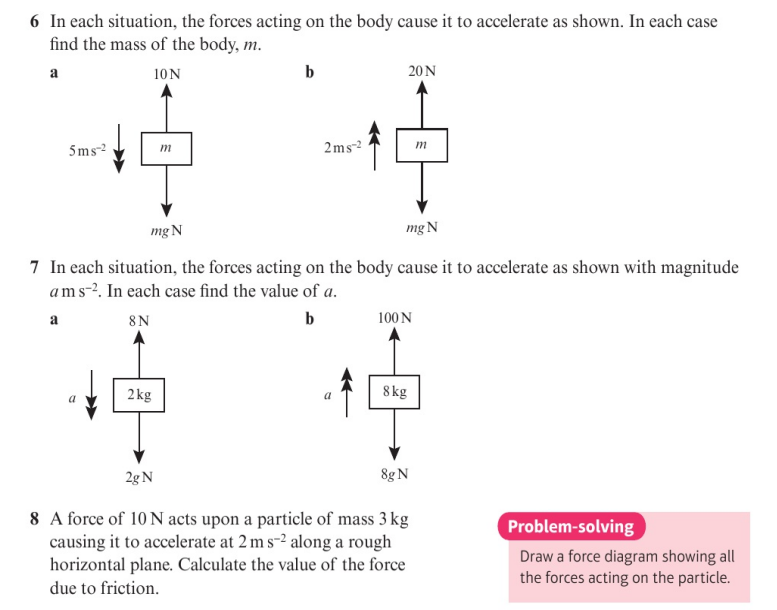 6 In each situation, the forces acting on the body cause it to accelerate as shown. In each case
find the mass of the body, m.
a
10 N
5 m s⁻²
m
mg N
b
20 N
2 m s⁻²
m
mg N
7 In each situation, the forces acting on the body cause it to accelerate as shown with magnitude
a m s⁻². In each case find the value of a.
a
8 N
a
2 kg
2g N
b
100 N
a
8 kg
8g N
8 A force of 10 N acts upon a particle of mass 3 kg
causing it to accelerate at 2 m s⁻² along a rough
horizontal plane. Calculate the value of the force
due to friction.
Problem-solving
Draw a force diagram showing all
the forces acting on the particle.